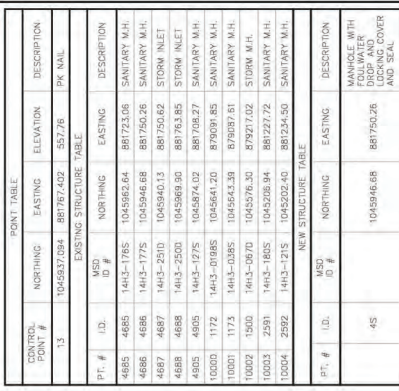 POINT TABLE
CONTROL POINT # NORTHING EASTING ELEVATION DESCRIPTION
13 1045937.094 881767.402 557.76 PK NAIL
EXISTING STRUCTURE TABLE
PT. # I.D. MSD ID # NORTHING EASTING DESCRIPTION
4685 4685 14H3-176S 1045962.64 881723.06 SANITARY M.H.
4686 4686 14H3-177S 1045946.68 881750.26 SANITARY M.H.
4687 4687 14H3-251D 1045940.13 881750.62 STORM INLET
4688 4688 14H3-250D 1045969.90 881763.85 STORM INLET
4905 4905 14H3-127S 1045874.02 881708.27 SANITARY M.H.
10000 1172 14H3-0198S 1045641.20 879091.85 SANITARY M.H.
10001 1173 14H3-038S 1045643.39 879087.61 SANITARY M.H.
10002 1500 14H3-067D 1045576.30 879217.02 STORM M.H.
10003 2591 14H3-180S 1045206.94 881227.72 SANITARY M.H.
10004 2592 14H3-121S 1045202.40 881234.50 SANITARY M.H.
NEW STRUCTURE TABLE
PT. # I.D. MSD ID # NORTHING EASTING DESCRIPTION
4S 1045946.68 881750.26 MANHOLE WITH
FOULWATER
DROP AND
LOCKING COVER
AND SEAL